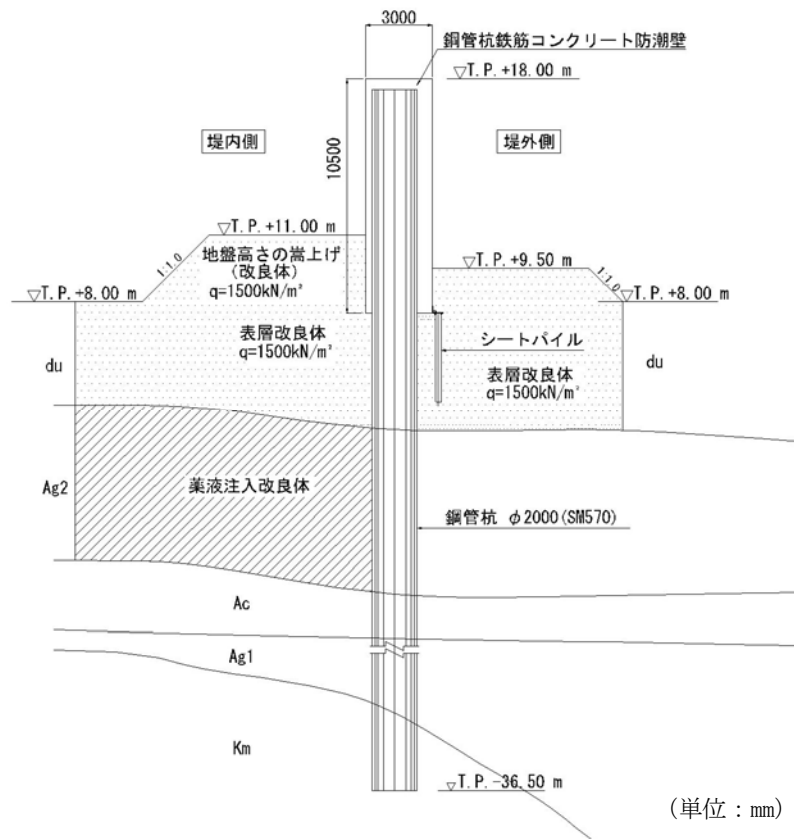 3000
鋼管杭鉄筋コンクリート防潮壁
▽T.P.+18.00 m
堤内側
堤外側
10500
▽T.P.+11.00 m
地盤高さの嵩上げ
(改良体)
q=1500kN/m²
1:1.0
▽T.P.+9.50 m
1:1.0
▽T.P.+8.00 m
▽T.P.+8.00 m
表層改良体
q=1500kN/m²
シートパイル
du
表層改良体
q=1500kN/m²
du
Ag2
薬液注入改良体
鋼管杭 φ2000(SM570)
Ac
Ag1
Km
▽T.P.-36.50 m
(単位:mm)